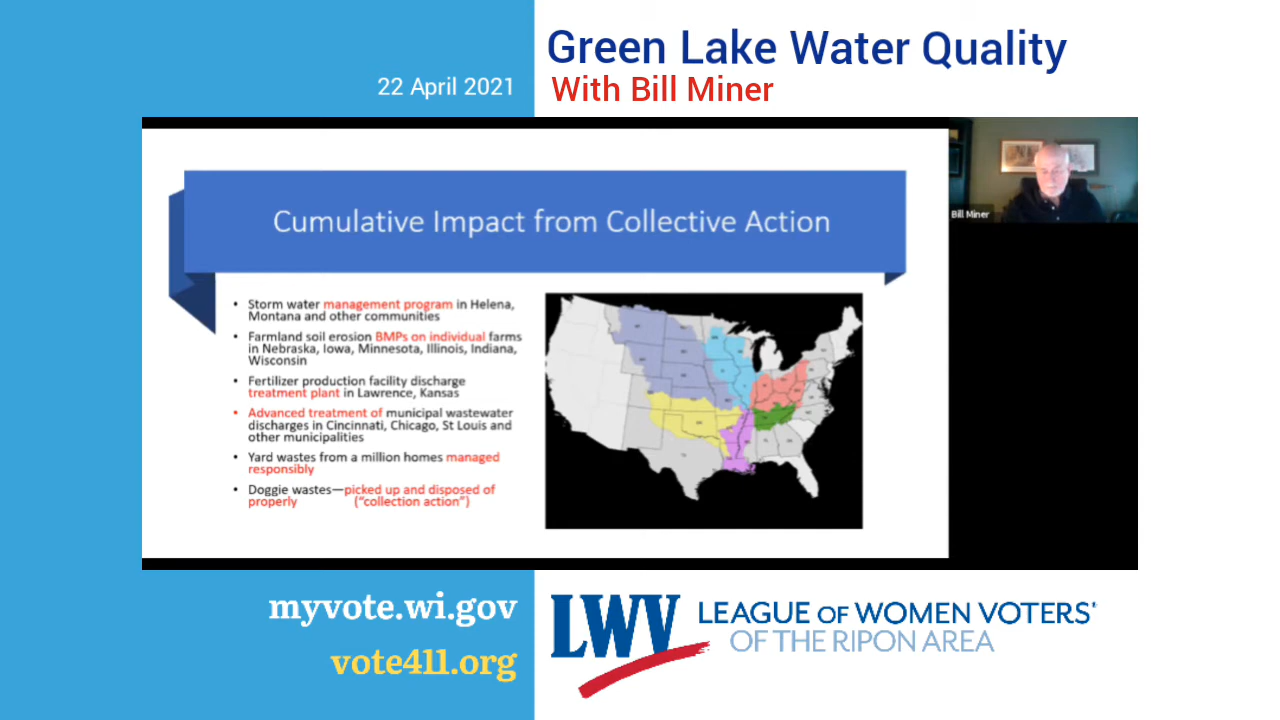 Green Lake Water Quality
22 April 2021
With Bill Miner
Cumulative Impact from Collective Action
• Storm water management program in Helena,
Montana and other communities
• Farmland soil erosion BMPs on individual farms
in Nebraska, Iowa, Minnesota, Illinois, Indiana,
Wisconsin
• Fertilizer production facility discharge
treatment plant in Lawrence, Kansas
• Advanced treatment of municipal wastewater
discharges in Cincinnati, Chicago, St Louis and
other municipalities
• Yard wastes from a million homes managed
responsibly
• Doggie wastes—picked up and disposed of
properly ("collection action")
Bill Miner
myvote.wi.gov
vote411.org
LWV
LEAGUE OF WOMEN VOTERS'
OF THE RIPON AREA